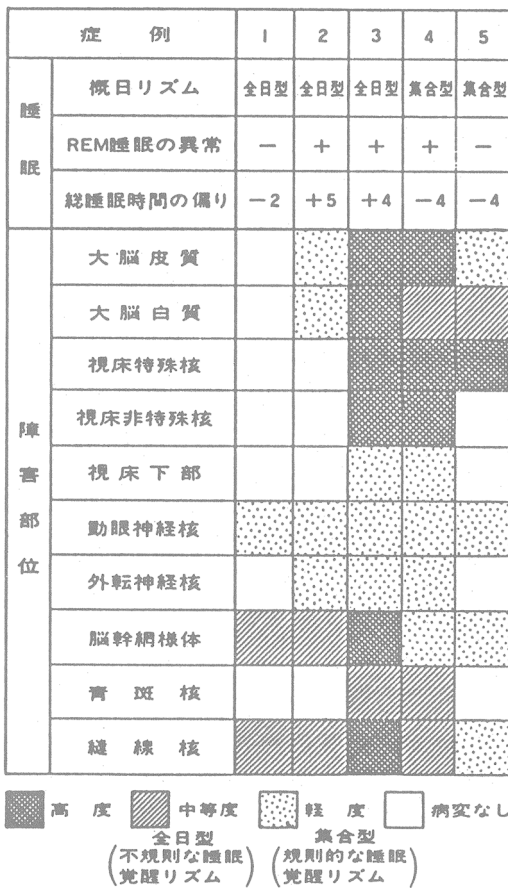 症例 1 2 3 4 5
睡眠
概日リズム 全日型 全日型 全日型 集合型 集合型
REM睡眠の異常 − + + + −
総睡眠時間の偏り −2 +5 +4 −4 −4
障害部位
大脳皮質
大脳白質
視床特殊核
視床非特殊核
視床下部
動眼神経核
外転神経核
脳幹網様体
青斑核
縫線核
高度 中等度 軽度 病変なし
全日型 集合型
(不規則な睡眠 (規則的な睡眠
覚醒リズム) 覚醒リズム)